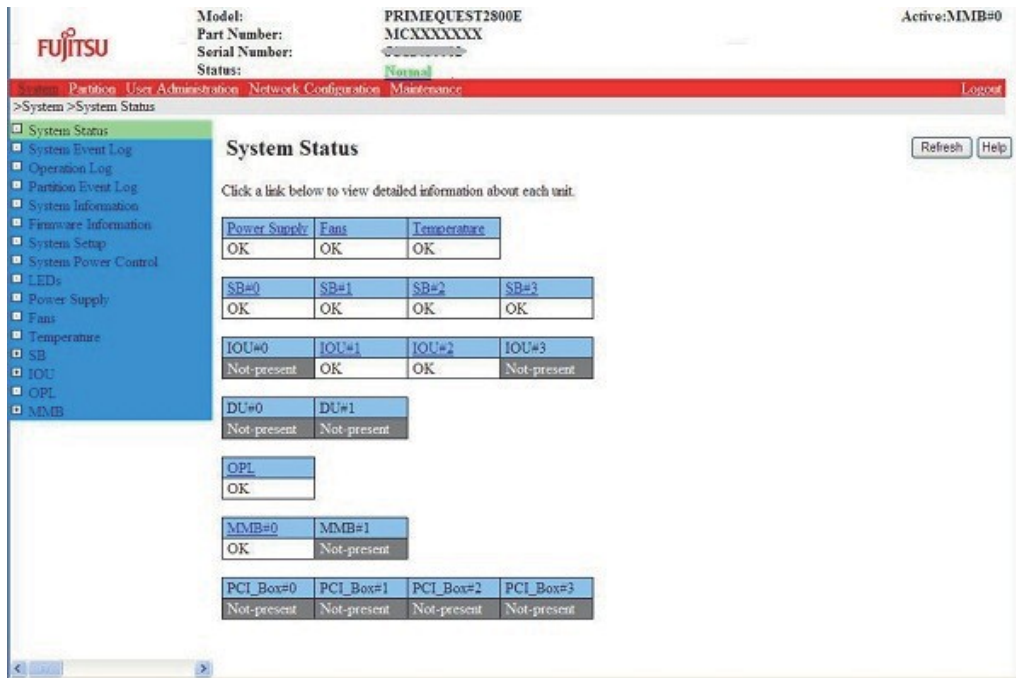 FUJITSU
Model: PRIMEQUEST2800E
Part Number: MCXXXXXXX
Serial Number:
Status: Normal
Active:MMB#0
System Partition User Administration Network Configuration Maintenance Logout
>System >System Status
System Status
System Event Log
Operation Log
Partition Event Log
System Information
Firmware Information
System Setup
System Power Control
LEDs
Power Supply
Fans
Temperature
SB
IOU
OPL
MMB
System Status
Refresh Help
Click a link below to view detailed information about each unit.
Power Supply Fans Temperature
OK OK OK
SB#0 SB#1 SB#2 SB#3
OK OK OK OK
IOU#0 IOU#1 IOU#2 IOU#3
Not-present OK OK Not-present
DU#0 DU#1
Not-present Not-present
OPL
OK
MMB#0 MMB#1
OK Not-present
PCI_Box#0 PCI_Box#1 PCI_Box#2 PCI_Box#3
Not-present Not-present Not-present Not-present